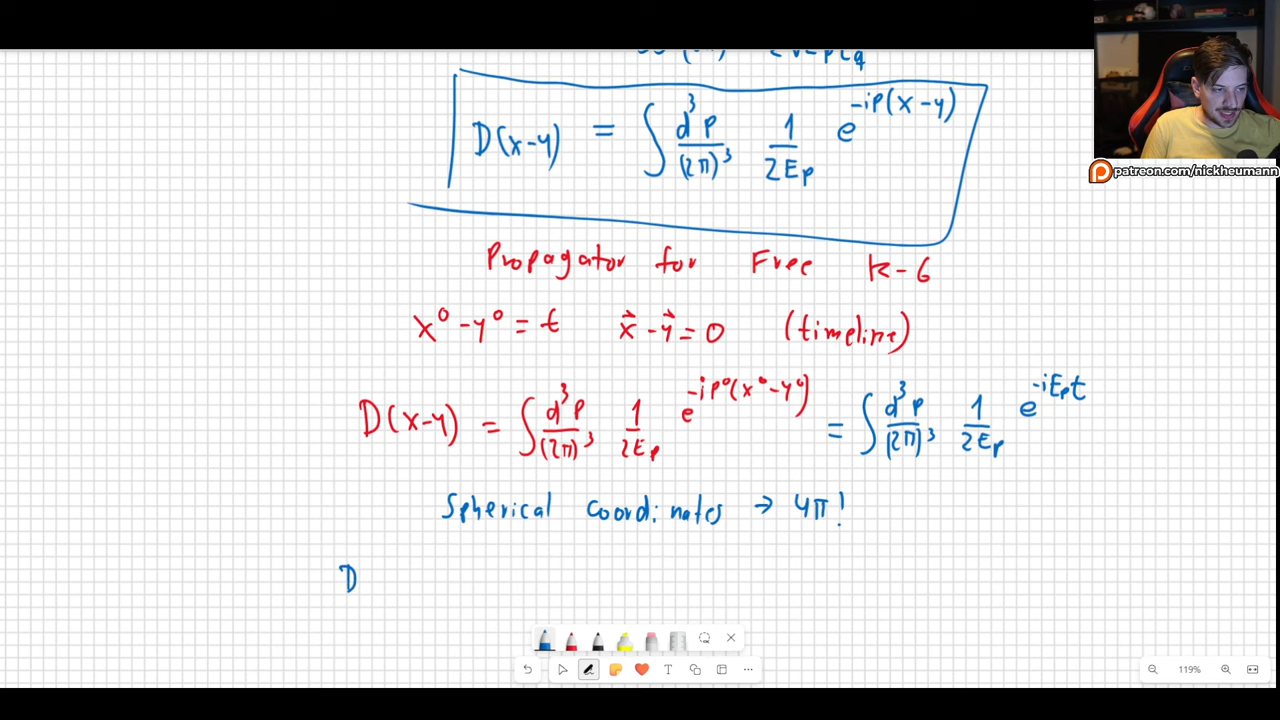 D(x-y) = ∫ d³p/(2π)³ 1/2Eₚ e^{-ip(x-y)}
patreon.com/nickheumann
Propagator for Free K-G
x⁰-y⁰ = t x⃗-y⃗ = 0 (timeline)
D(x-y) = ∫ d³p/(2π)³ 1/2Eₚ e^{-ip⁰(x⁰-y⁰)} = ∫ d³p/(2π)³ 1/2Eₚ e^{-iEₚt}
Spherical coordinates → 4π!
D
119%